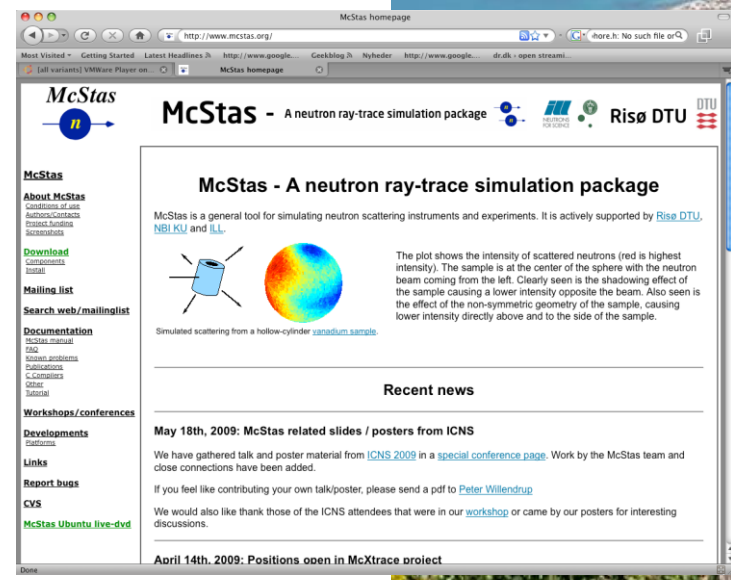 McStas homepage
http://www.mcstas.org/
hore.h: No such file or
Most Visited Getting Started Latest Headlines http://www.google... Geekblog Nyheder http://www.google... dr.dk - open streami...
[all variants] VMWare Player on... McStas homepage
McStas
n
McStas - A neutron ray-trace simulation package
NEUTRONS
FOR SCIENCE
Risø DTU
DTU
McStas
About McStas
Conditions of use
Authors/Contacts
Project funding
Screenshots
Download
Components
Install
Mailing list
Search web/mailinglist
Documentation
McStas manual
FAQ
Known problems
Publications
C Compilers
Other
Tutorial
Workshops/conferences
Developments
Platforms
Links
Report bugs
CVS
McStas Ubuntu live-dvd
McStas - A neutron ray-trace simulation package
McStas is a general tool for simulating neutron scattering instruments and experiments. It is actively supported by Risø DTU,
NBI KU and ILL.
The plot shows the intensity of scattered neutrons (red is highest
intensity). The sample is at the center of the sphere with the neutron
beam coming from the left. Clearly seen is the shadowing effect of
the sample causing a lower intensity opposite the beam. Also seen is
the effect of the non-symmetric geometry of the sample, causing
lower intensity directly above and to the side of the sample.
Simulated scattering from a hollow-cylinder vanadium sample.
Recent news
May 18th, 2009: McStas related slides / posters from ICNS
We have gathered talk and poster material from ICNS 2009 in a special conference page. Work by the McStas team and
close connections have been added.
If you feel like contributing your own talk/poster, please send a pdf to Peter Willendrup
We would also like thank those of the ICNS attendees that were in our workshop or came by our posters for interesting
discussions.
April 14th, 2009: Positions open in McXtrace project
Done